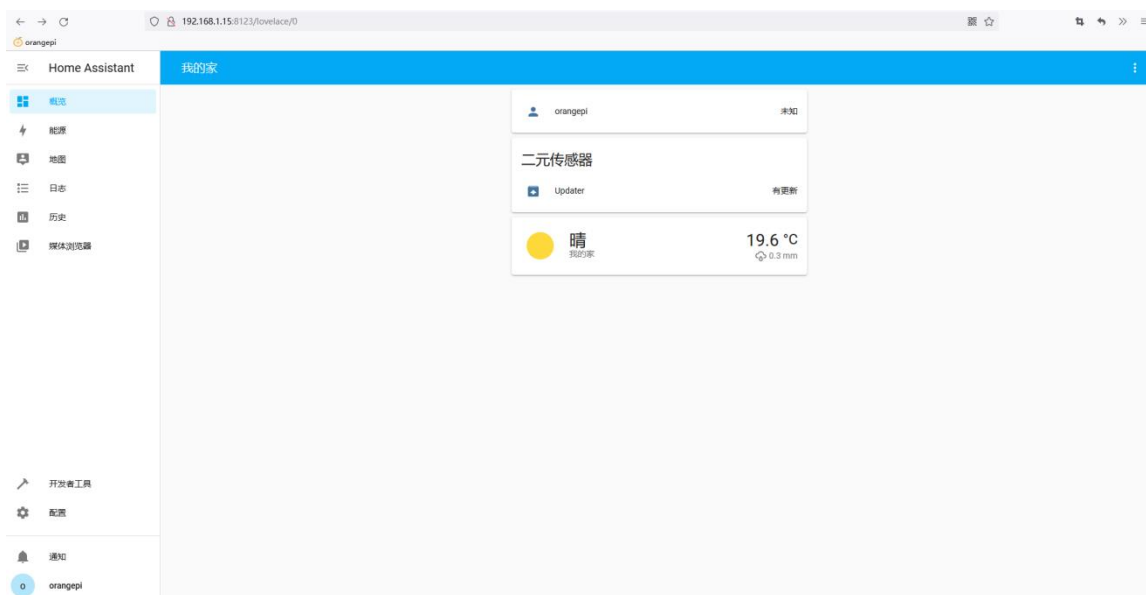 192.168.1.15:8123/lovelace/0
orangepi
Home Assistant
我的家
概览
能源
地图
日志
历史
媒体浏览器
orangepi 未知
二元传感器
Updater 有更新
晴 19.6 °C
我的家 0.3 mm
开发者工具
配置
通知
o orangepi